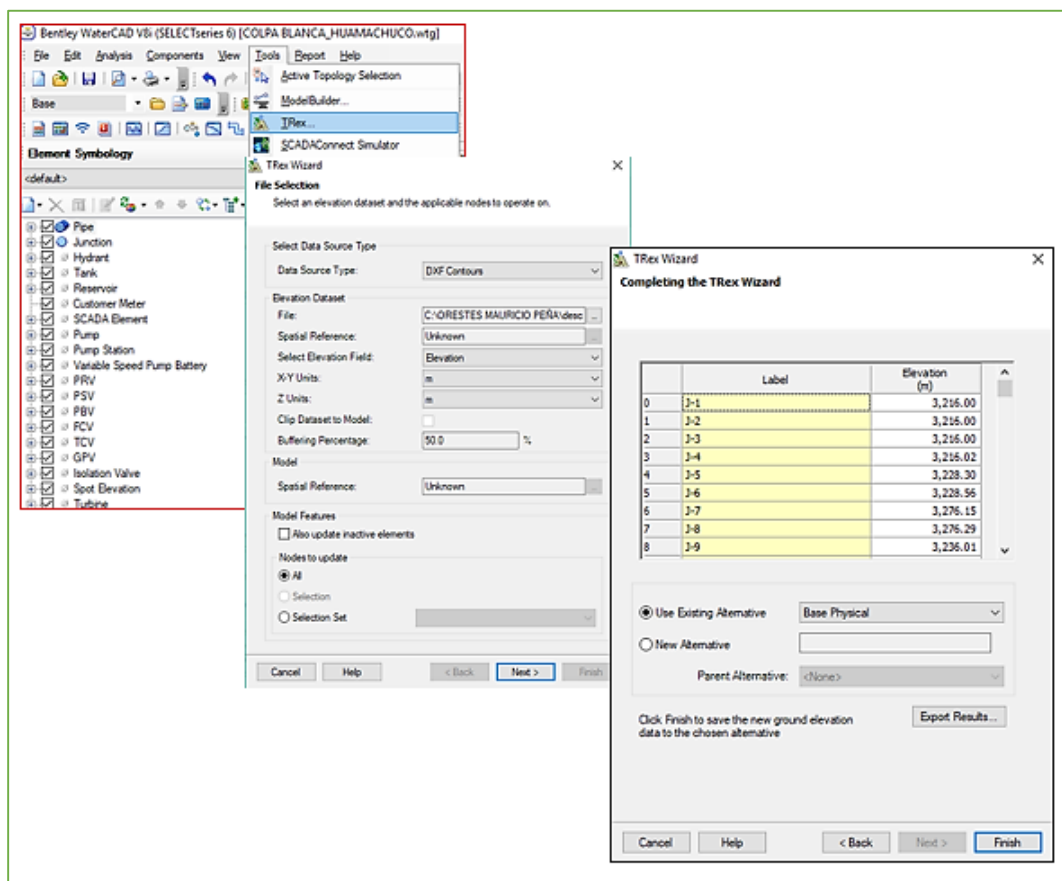 Bentley WaterCAD V8i (SELECTseries 6) [COLPA BLANCA_HUAMACHUCO.wtg]
File Edit Analysis Components View Tools Report Help
Active Topology Selection
Base
ModelBuilder...
TRex...
SCADAConnect Simulator
Element Symbology
<default>
Pipe
Junction
Hydrant
Tank
Reservoir
Customer Meter
SCADA Element
Pump
Pump Station
Variable Speed Pump Battery
PRV
PSV
PBV
FCV
TCV
GPV
Isolation Valve
Spot Elevation
Turbine
TRex Wizard
File Selection
Select an elevation dataset and the applicable nodes to operate on.
Select Data Source Type
Data Source Type: DXF Contours
Elevation Dataset
File: C:\ORESTES MAURICIO PEÑA\desc ...
Spatial Reference: Unknown ...
Select Elevation Field: Elevation
X-Y Units: m
Z Units: m
Clip Dataset to Model:
Buffering Percentage: 50.0 %
Model
Spatial Reference: Unknown ...
Model Features
Also update inactive elements
Nodes to update
All
Selection
Selection Set
Cancel Help < Back Next > Finish
TRex Wizard
Completing the TRex Wizard
Label Elevation
(m)
0 J-1 3,216.00
1 J-2 3,216.00
2 J-3 3,216.00
3 J-4 3,216.02
4 J-5 3,228.30
5 J-6 3,228.56
6 J-7 3,276.15
7 J-8 3,276.29
8 J-9 3,236.01
Use Existing Alternative Base Physical
New Alternative
Parent Alternative: <None>
Click Finish to save the new ground elevation
data to the chosen alternative
Export Results...
Cancel Help < Back Next > Finish